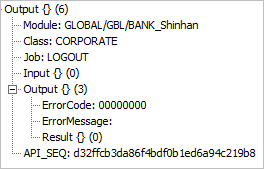 Output {} (6)
Module: GLOBAL/GBL/BANK_Shinhan
Class: CORPORATE
Job: LOGOUT
Input {} (0)
Output {} (3)
ErrorCode: 00000000
ErrorMessage:
Result {} (0)
API_SEQ: d32ffcb3da86f4bdf0b1ed6a94c219b8